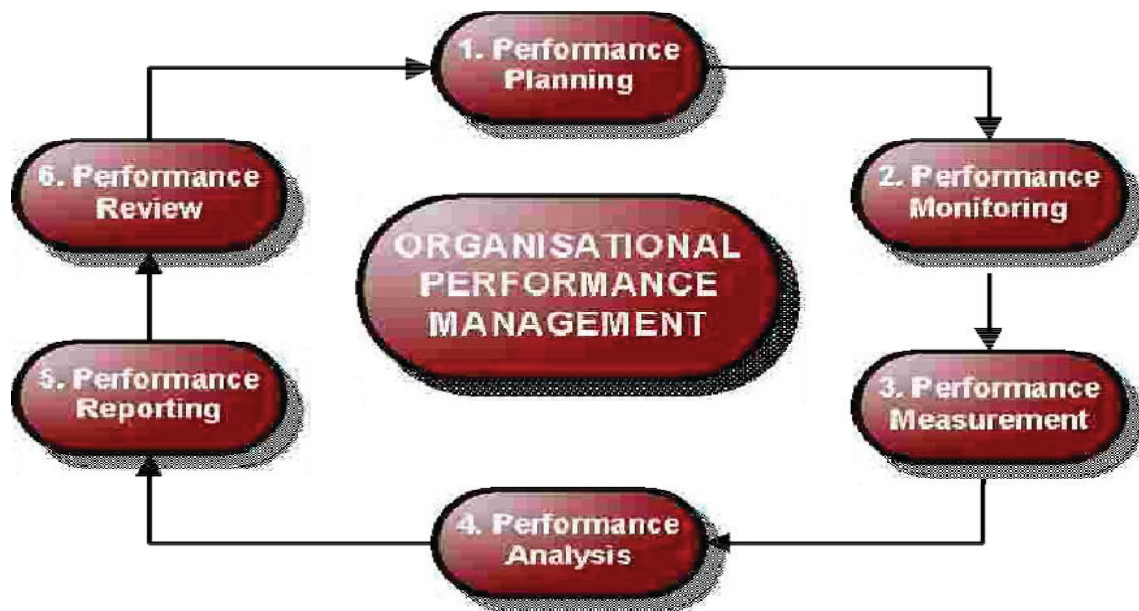 1. Performance
Planning
2. Performance
Monitoring
3. Performance
Measurement
4. Performance
Analysis
5. Performance
Reporting
6. Performance
Review
ORGANISATIONAL
PERFORMANCE
MANAGEMENT